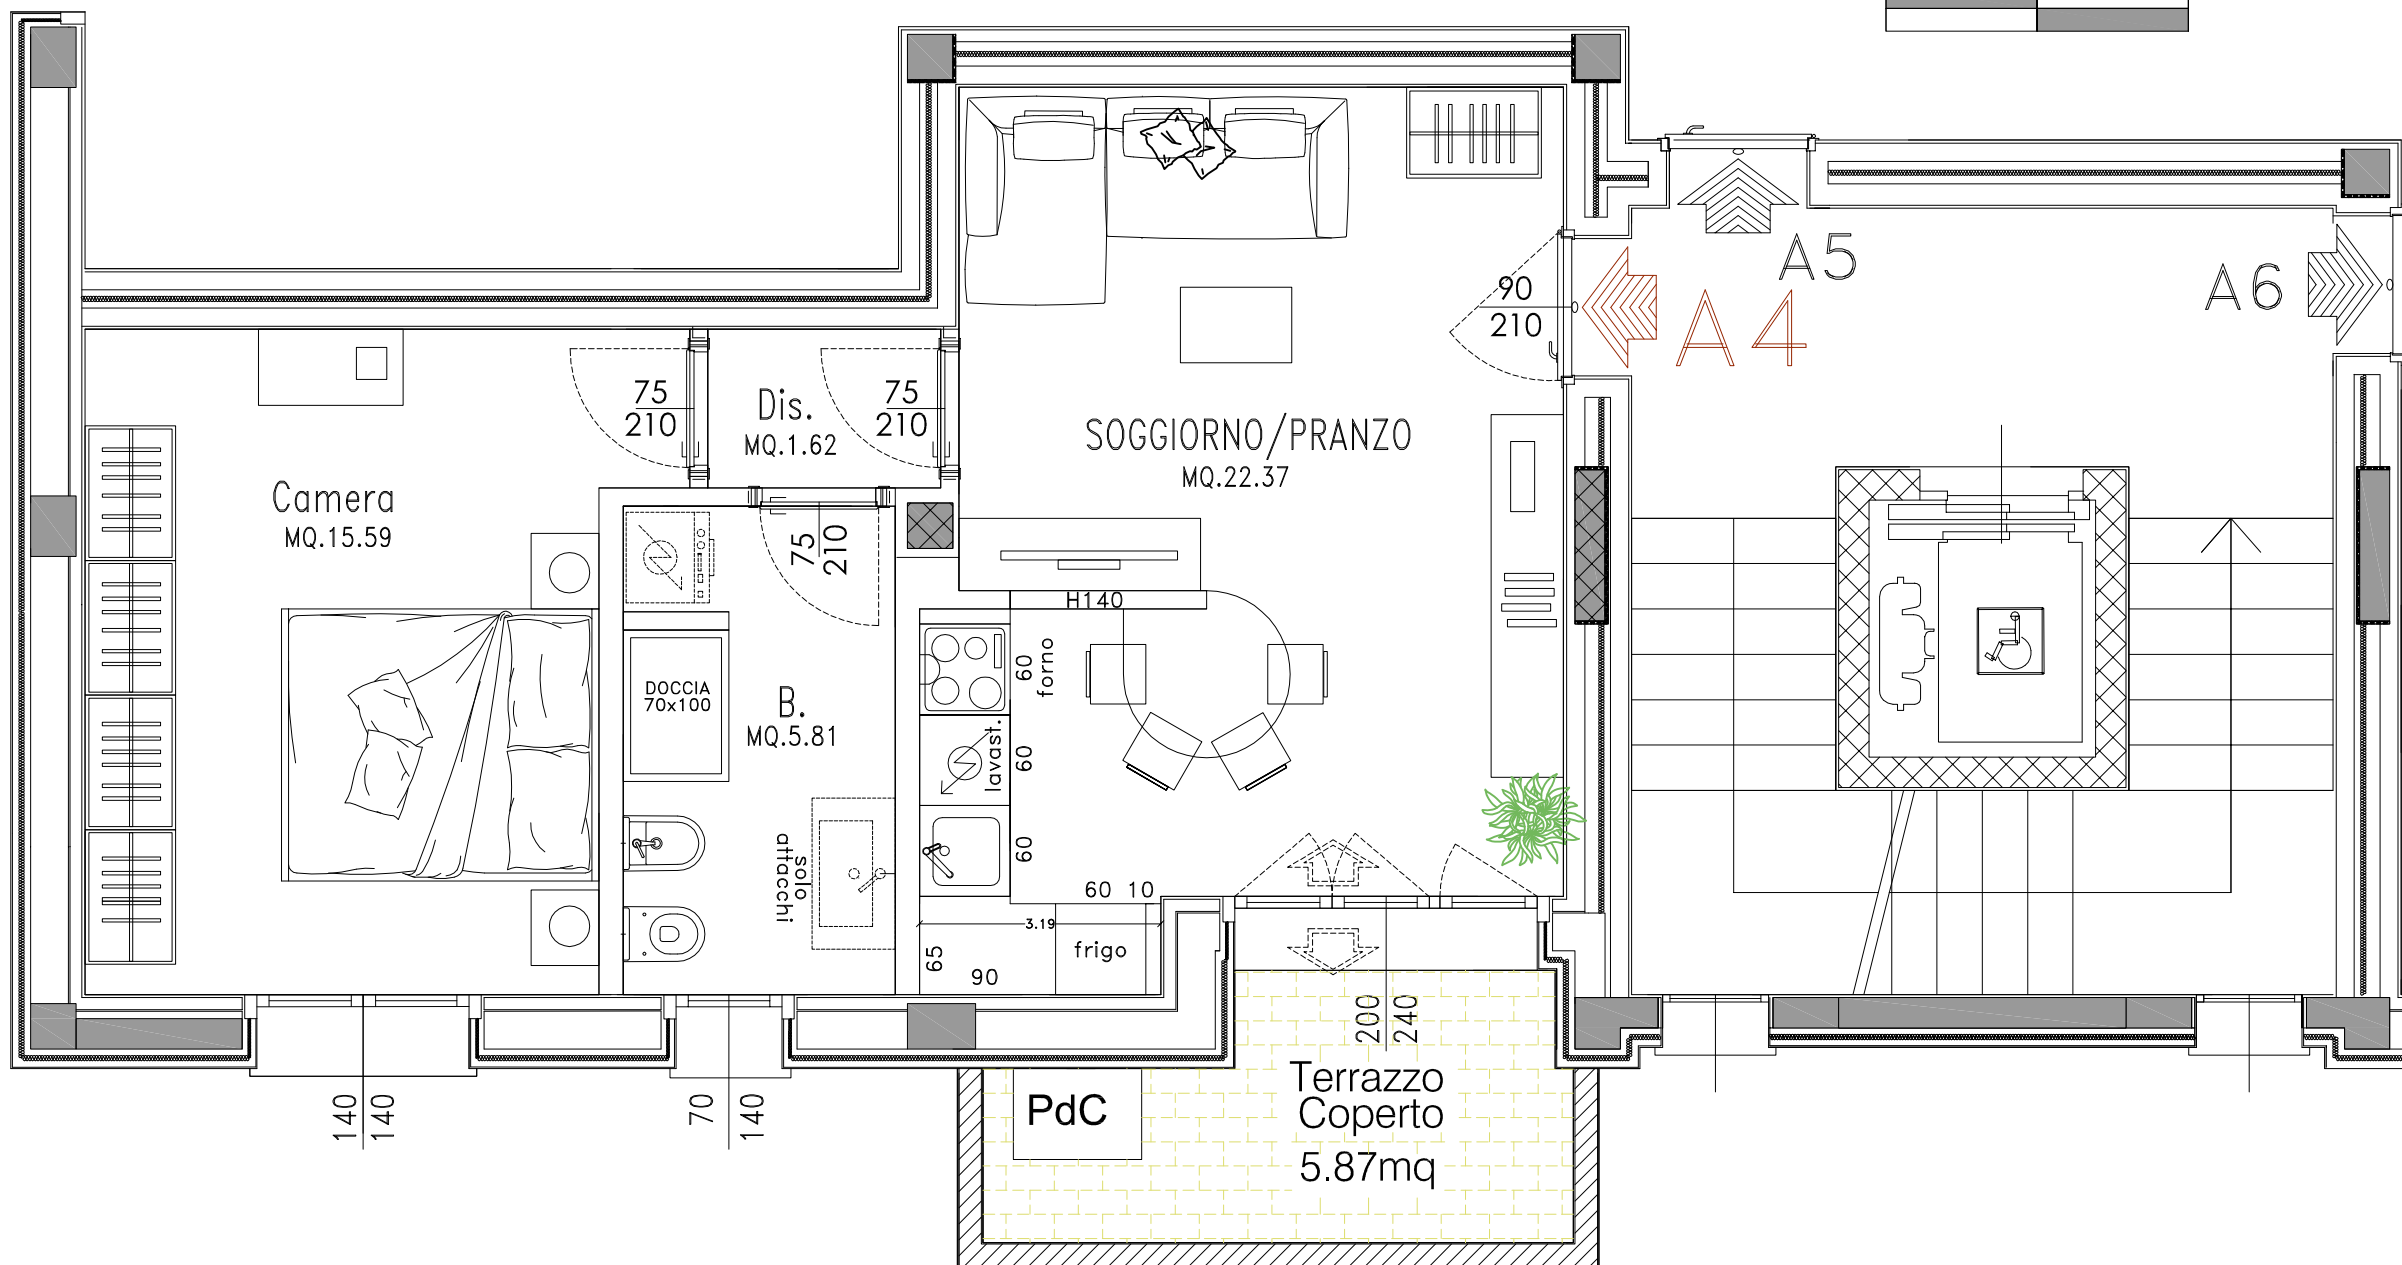 A5
A6
90
210
A4
75
210
Dis.
MQ.1.62
75
210
SOGGIORNO/PRANZO
MQ.22.37
Camera
MQ.15.59
75
210
H140
60
forno
DOCCIA
70x100
B.
MQ.5.81
lavast.
60
60
solo
attacchi
60 10
3.19
65
90
frigo
200
240
140
140
70
140
PdC
Terrazzo
Coperto
5.87mq